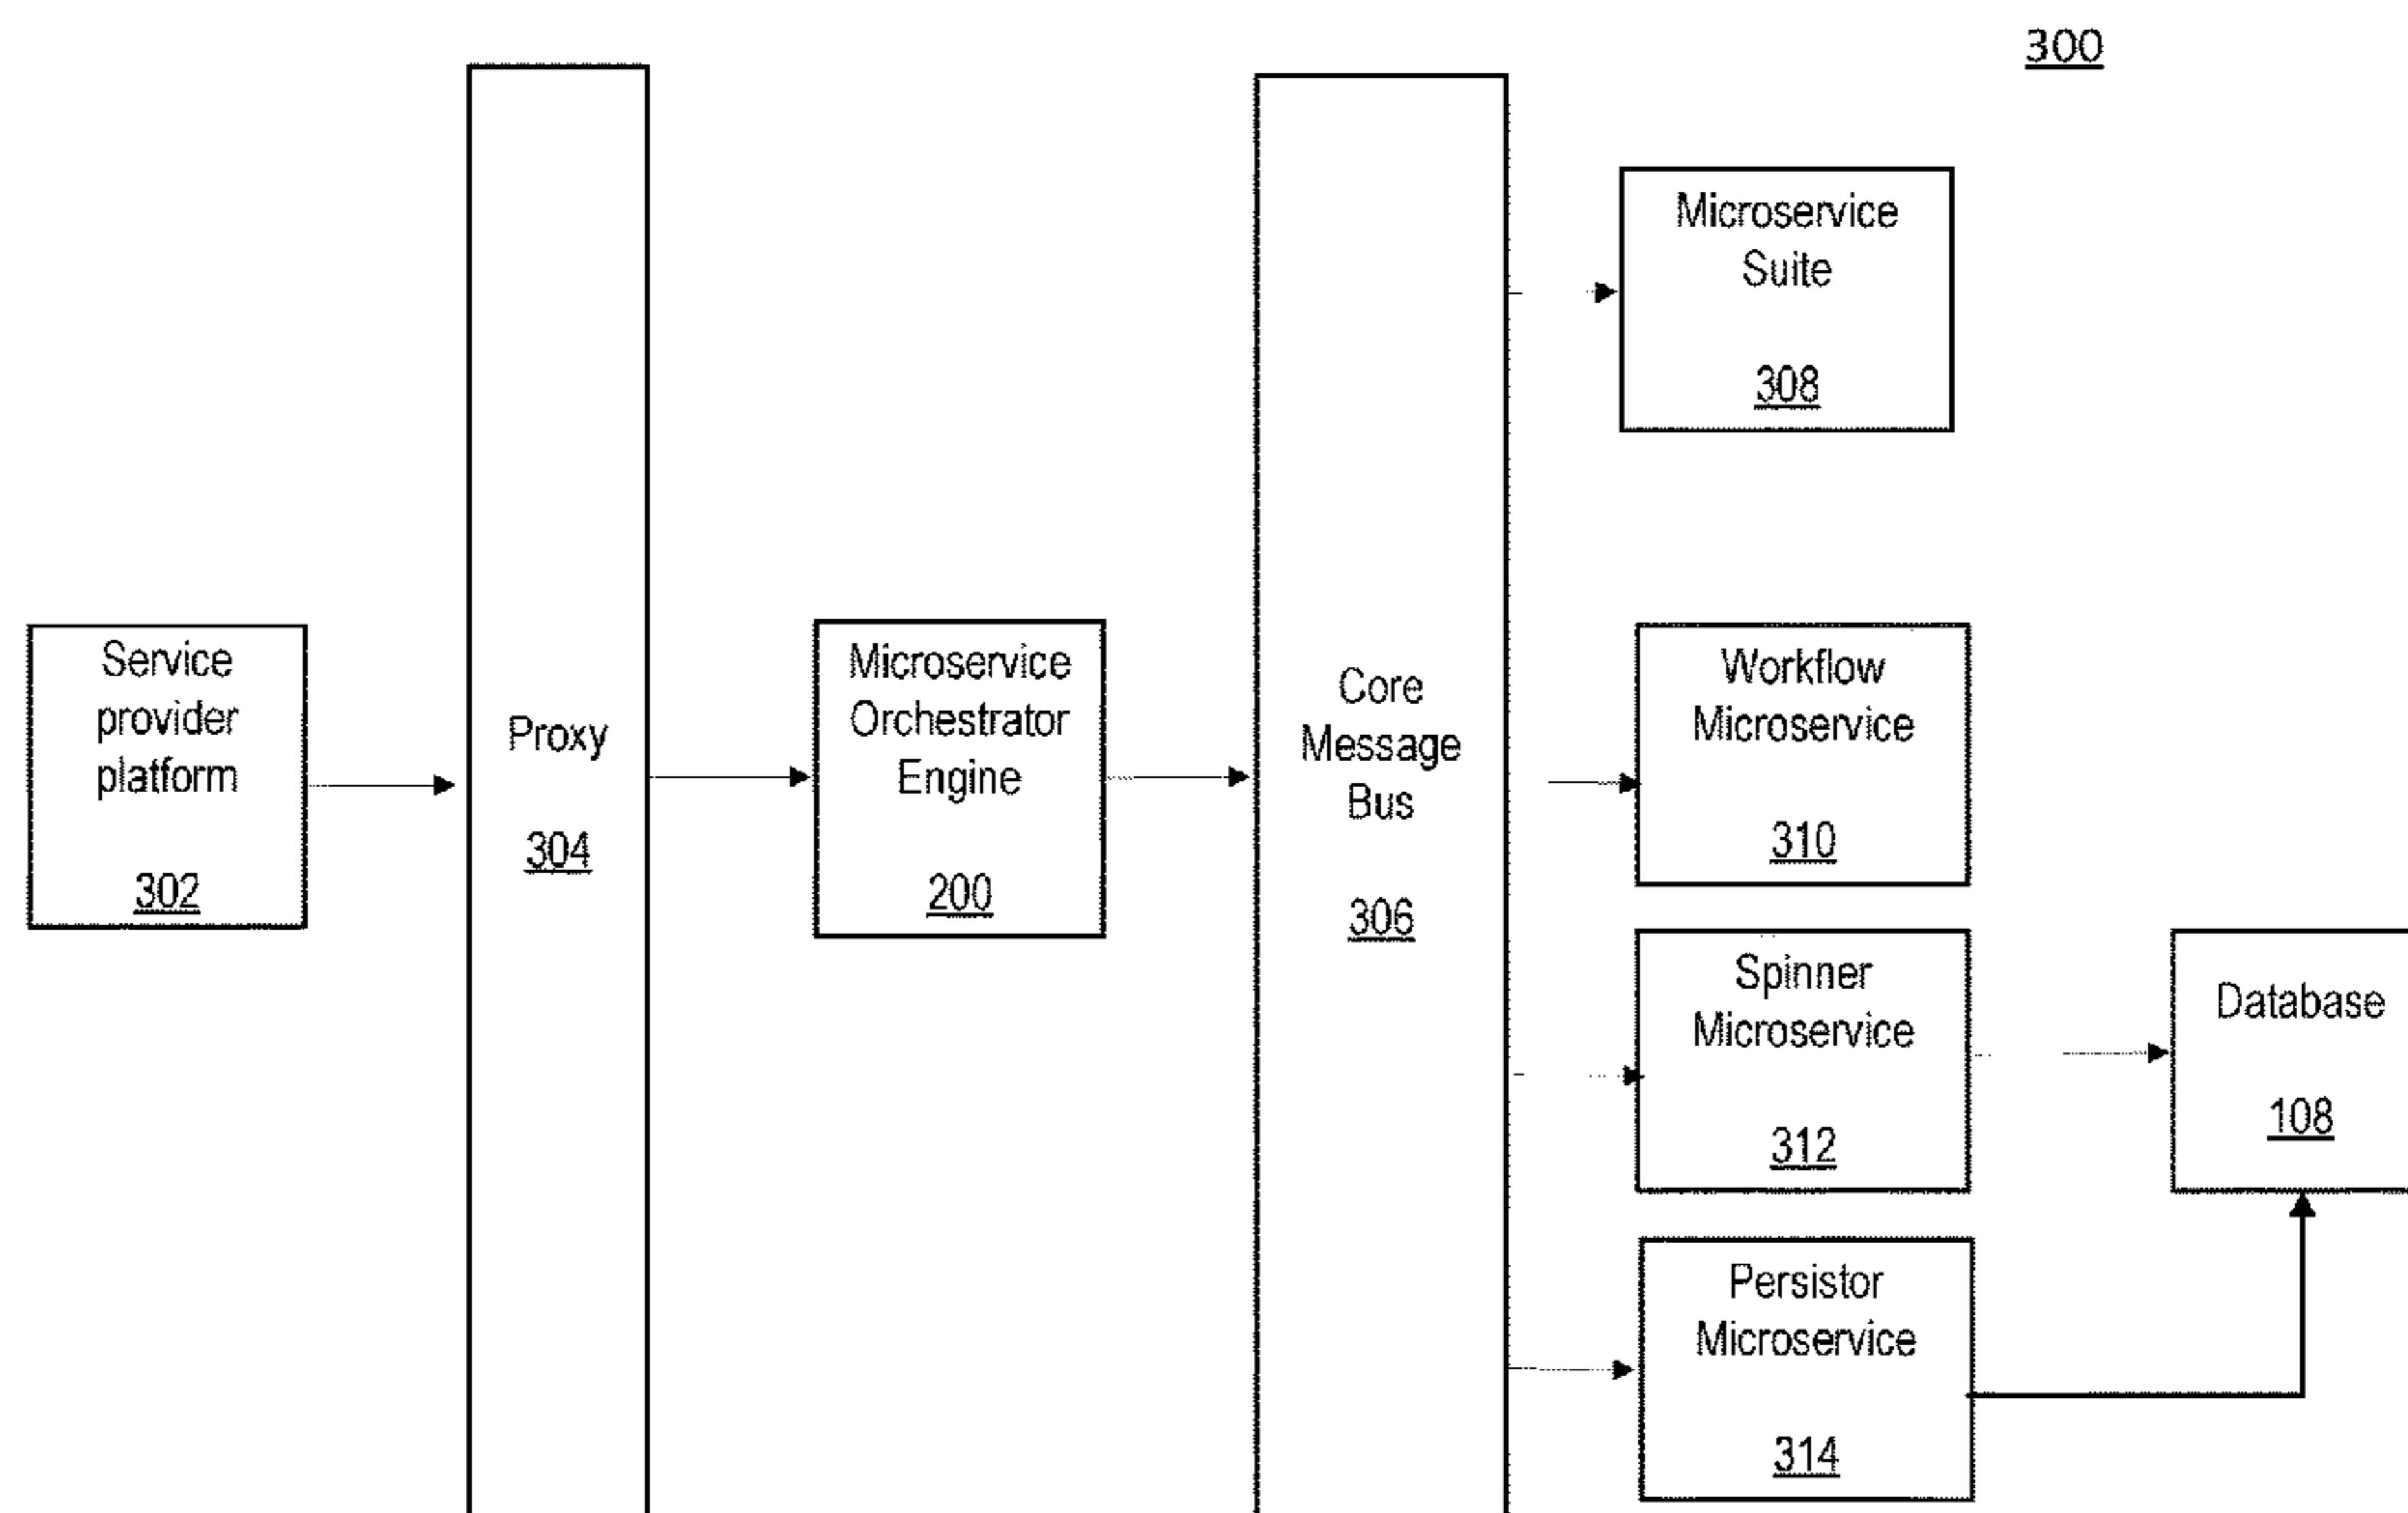 300
Service
provider
platform
302
Proxy
304
Microservice
Orchestrator
Engine
200
Core
Message
Bus
306
Microservice
Suite
308
Workflow
Microservice
310
Spinner
Microservice
312
Persistor
Microservice
314
Database
108